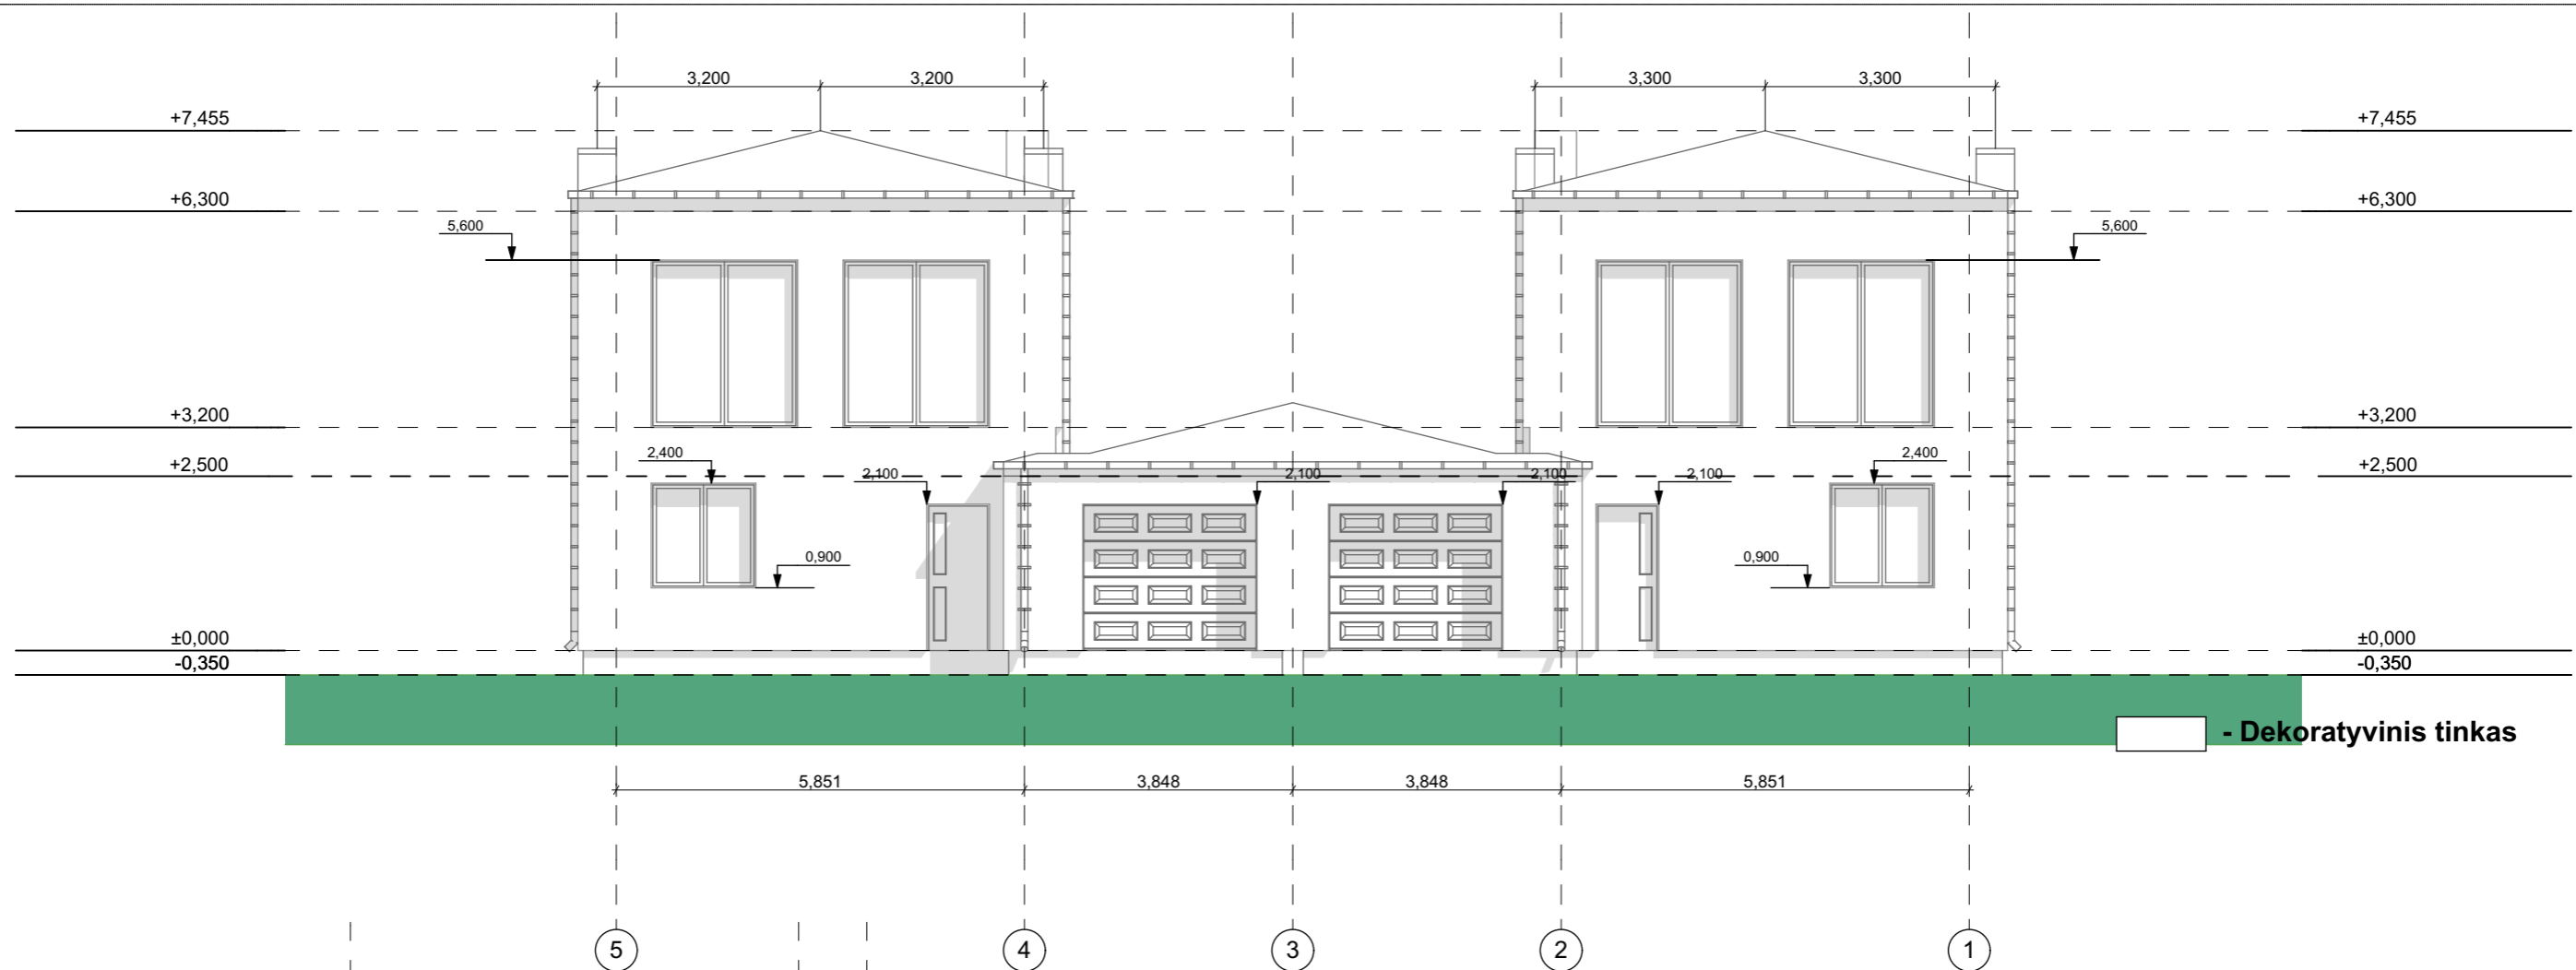 3,200 3,200 3,300 3,300
+7,455 +7,455
+6,300 +6,300
5,600 5,600
+3,200 +3,200
2,400 2,400
+2,500 +2,500
2,100 2,100 2,100 2,100
0,900 0,900
±0,000 ±0,000
-0,350 -0,350
- Dekoratyvinis tinkas
5,851 3,848 3,848 5,851
5 4 3 2 1